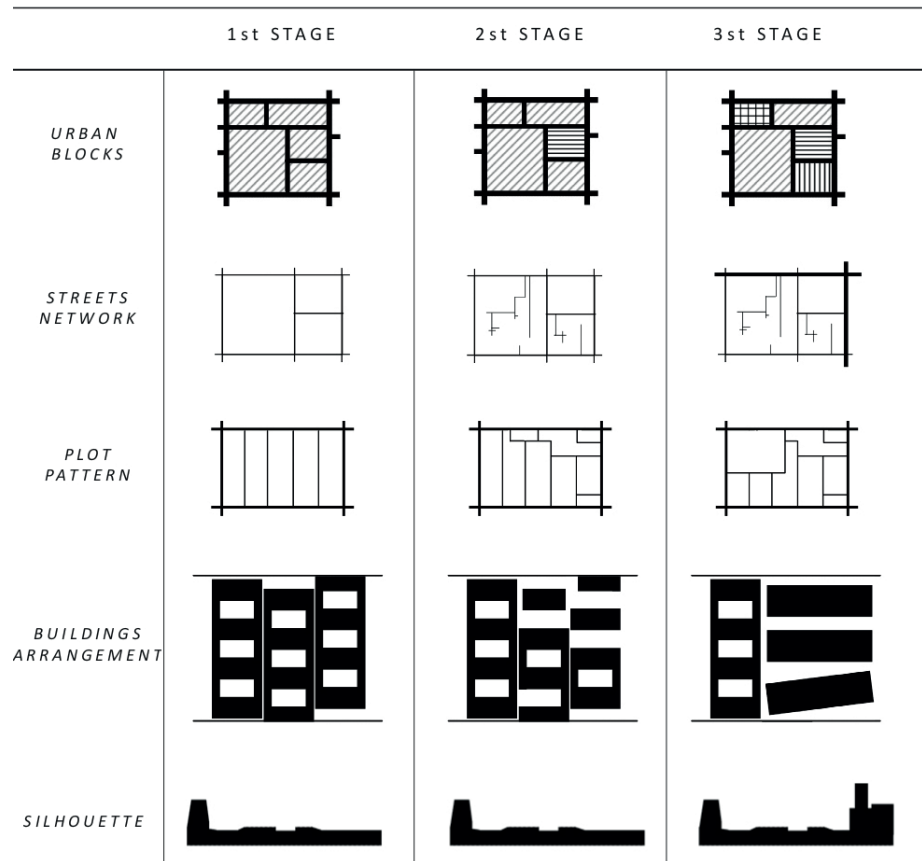 1st STAGE 2st STAGE 3st STAGE
URBAN
BLOCKS
STREETS
NETWORK
PLOT
PATTERN
BUILDINGS
ARRANGEMENT
SILHOUETTE